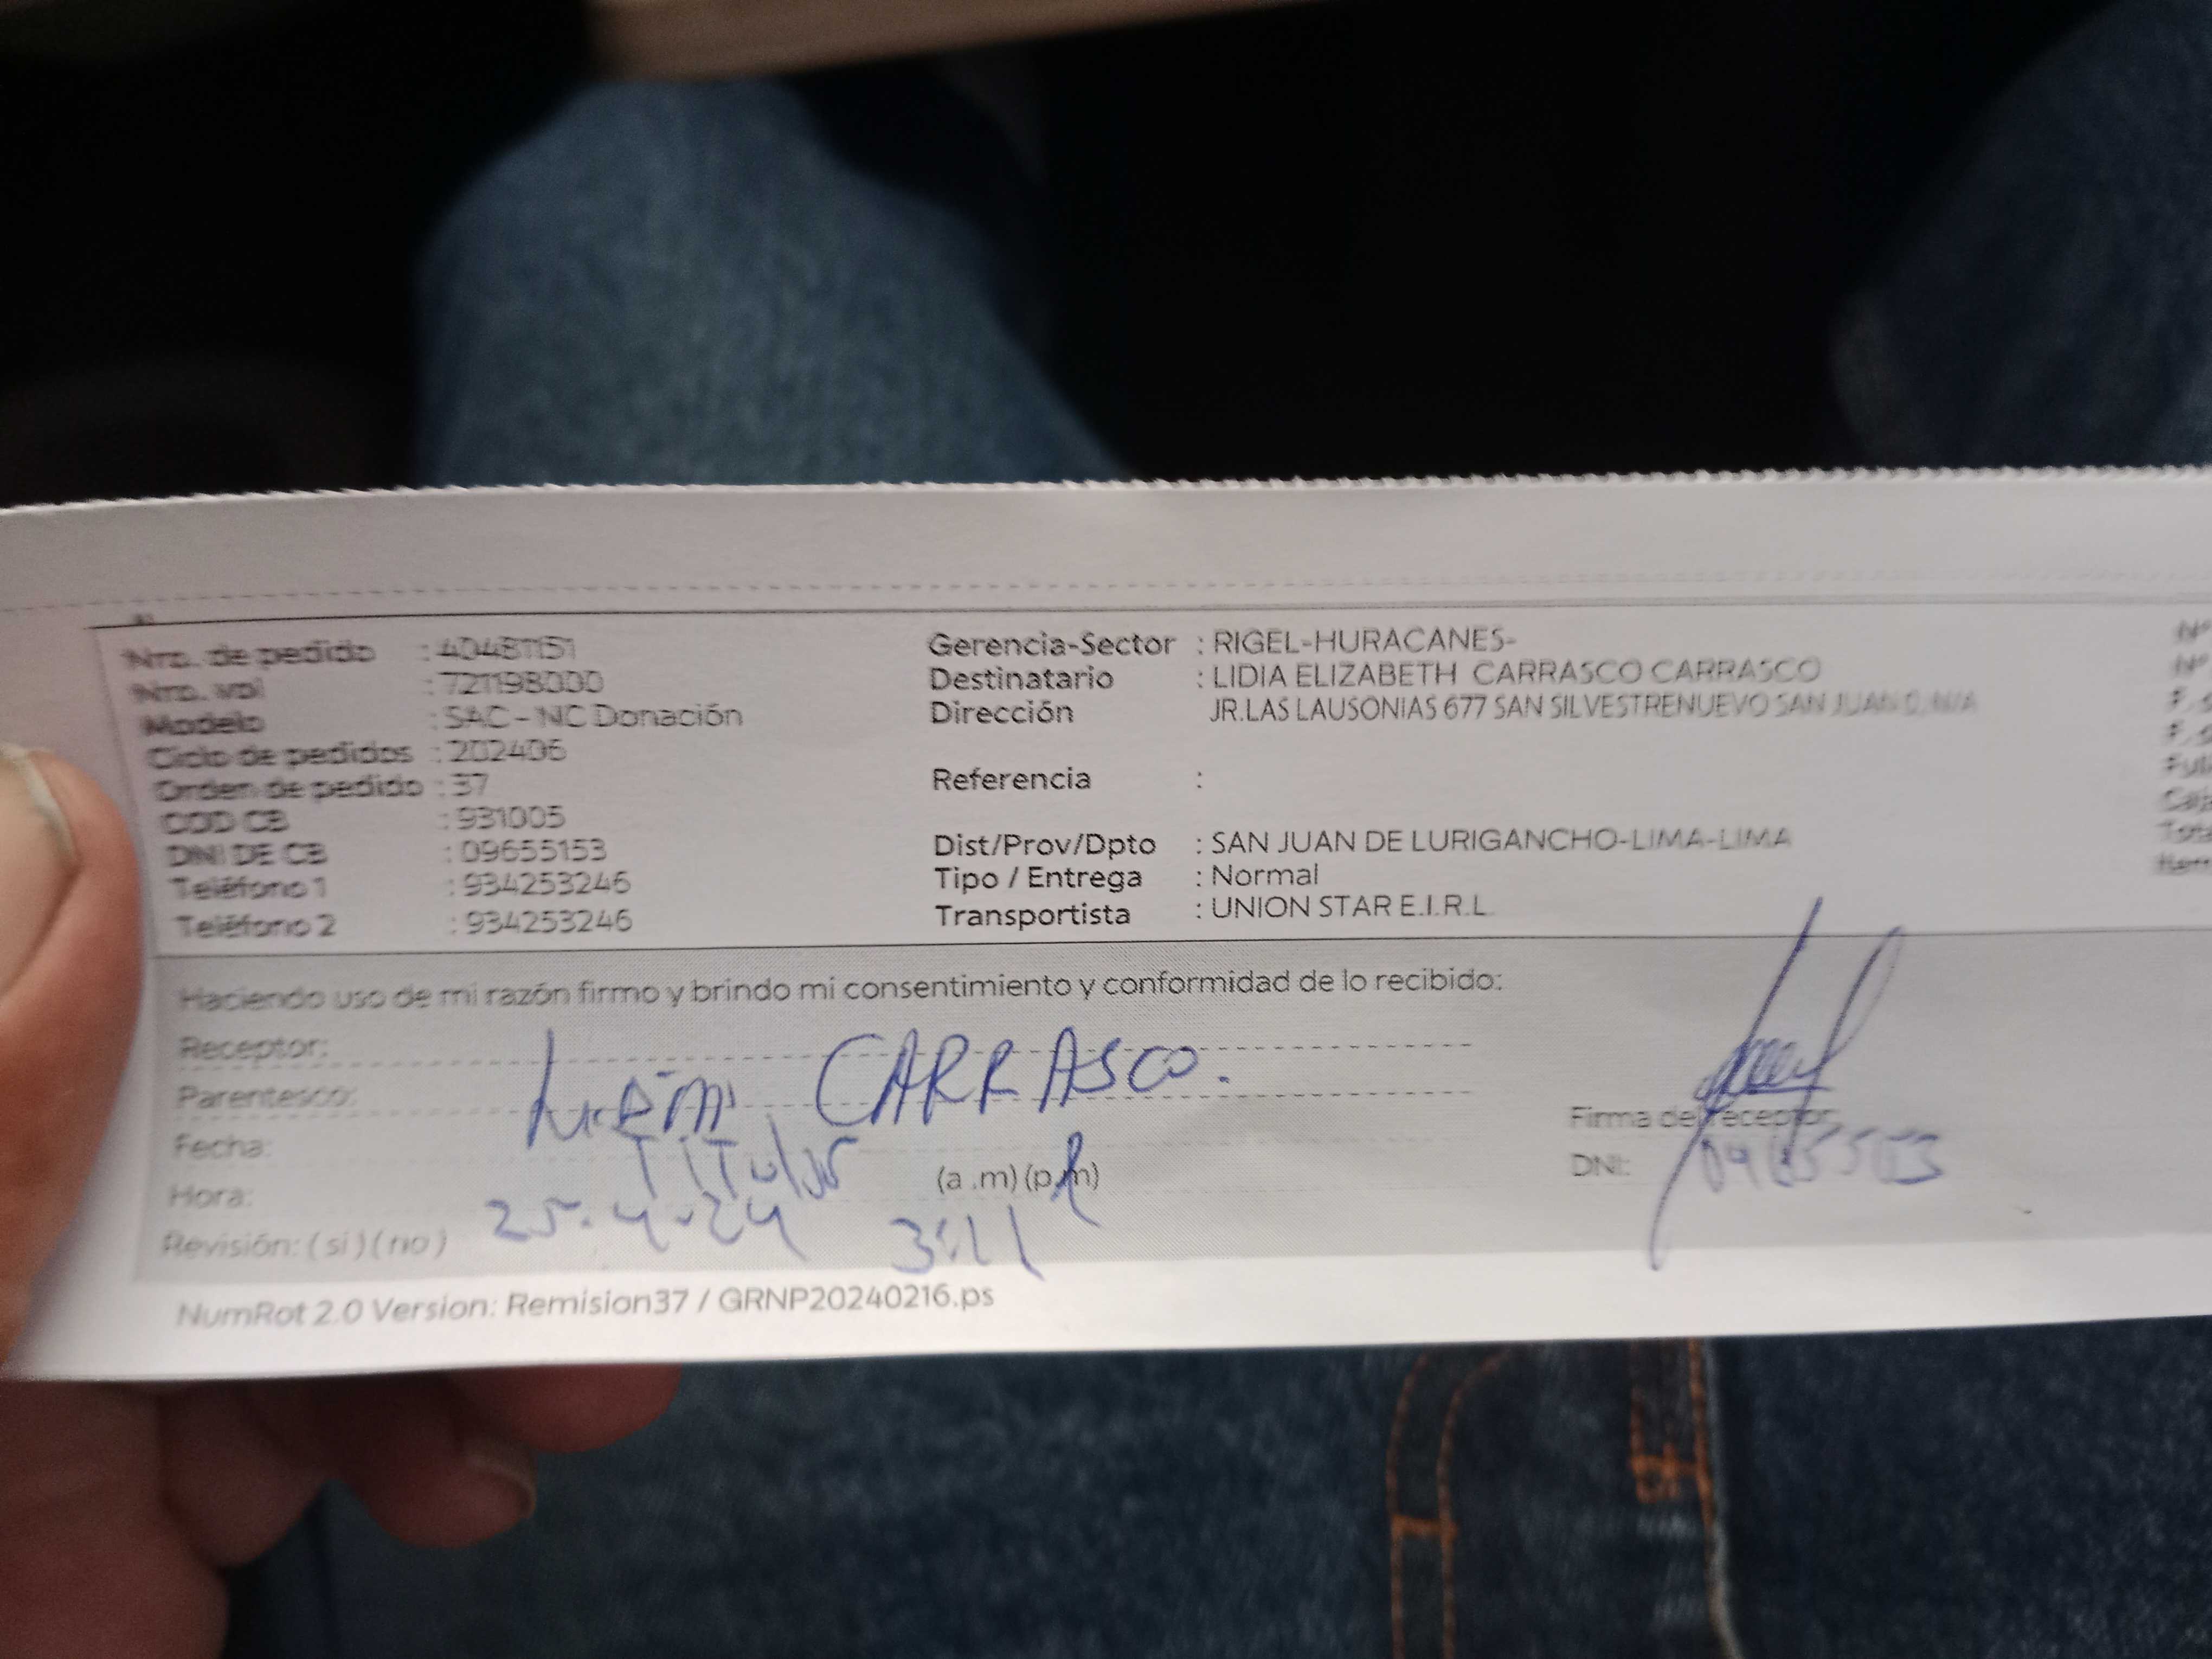 Nro. de pedido : 40481151
Nro. vol : 721198000
Modelo : SAC - NC Donación
Ciclo de pedidos : 202406
Orden de pedido : 37
COD CB : 931005
DNI DE CB : 09655153
Teléfono 1 : 934253246
Teléfono 2 : 934253246
Gerencia-Sector : RIGEL-HURACANES-
Destinatario : LIDIA ELIZABETH CARRASCO CARRASCO
Dirección JR.LAS LAUSONIAS 677 SAN SILVESTRENUEVO SAN JUAN
Referencia :
Dist/Prov/Dpto : SAN JUAN DE LURIGANCHO-LIMA-LIMA
Tipo / Entrega : Normal
Transportista : UNION STAR E.I.R.L
Haciendo uso de mi razón firmo y brindo mi consentimiento y conformidad de lo recibido:
Receptor:
CARRASCO.
Parentesco:
Titular
Fecha:
25-4-24
Hora:
(a .m) (p.m)
3:11
Revisión: ( si ) ( no )
Firma del receptor:
DNI:
NumRot 2.0 Version: Remision37 / GRNP20240216.ps